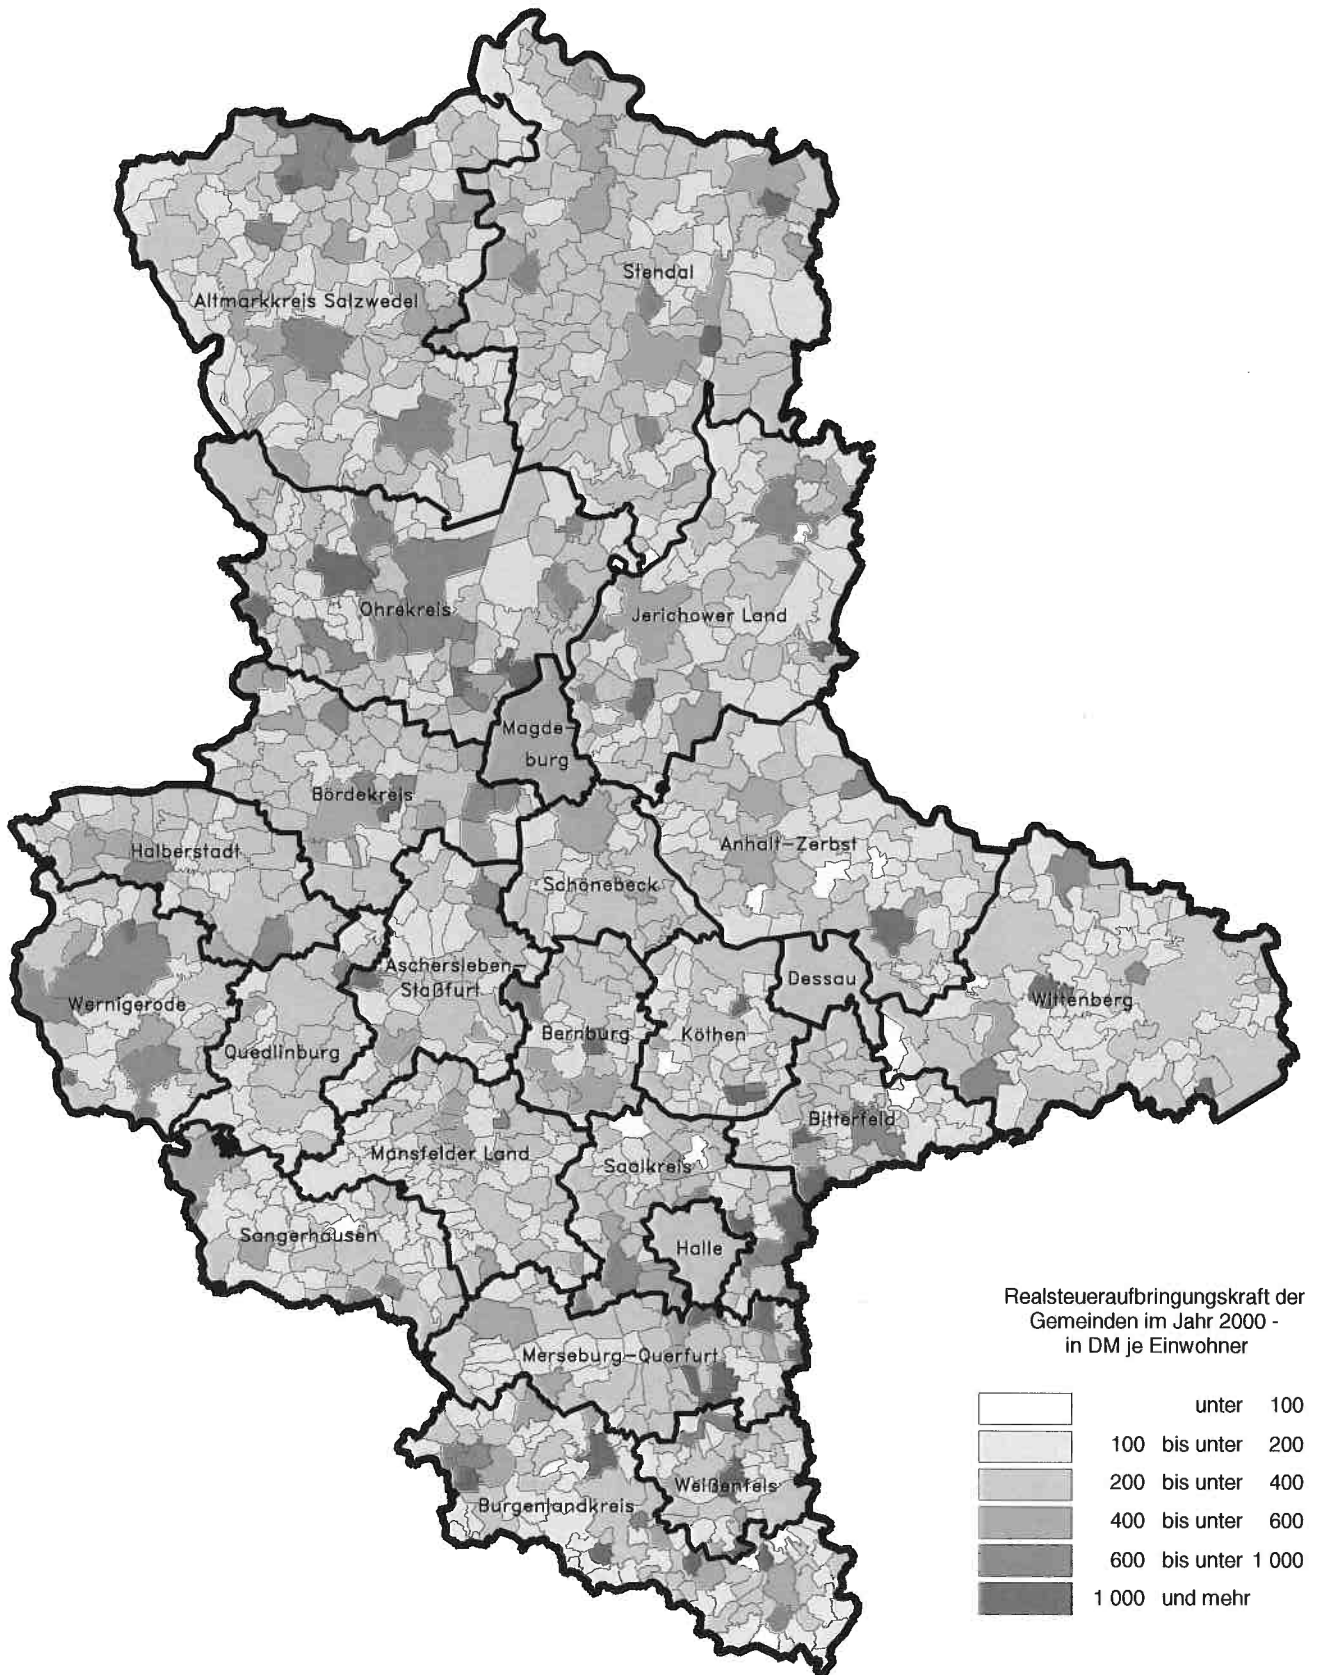 Stendal
Altmarkkreis Salzwedel
Ohrekreis
Jerichower Land
Magde-
burg
Bördekreis
Halberstadt
Anhalt-Zerbst
Schönebeck
Aschersleben-
Staßfurt
Dessau
Wernigerode
Wittenberg
Bernburg
Köthen
Quedlinburg
Bitterfeld
Mansfelder Land
Saalkreis
Sangerhausen
Halle
Realsteueraufbringungskraft der
Gemeinden im Jahr 2000 -
in DM je Einwohner
Merseburg-Querfurt
unter 100
100 bis unter 200
200 bis unter 400
Weißenfels
Burgenlandkreis
400 bis unter 600
600 bis unter 1 000
1 000 und mehr